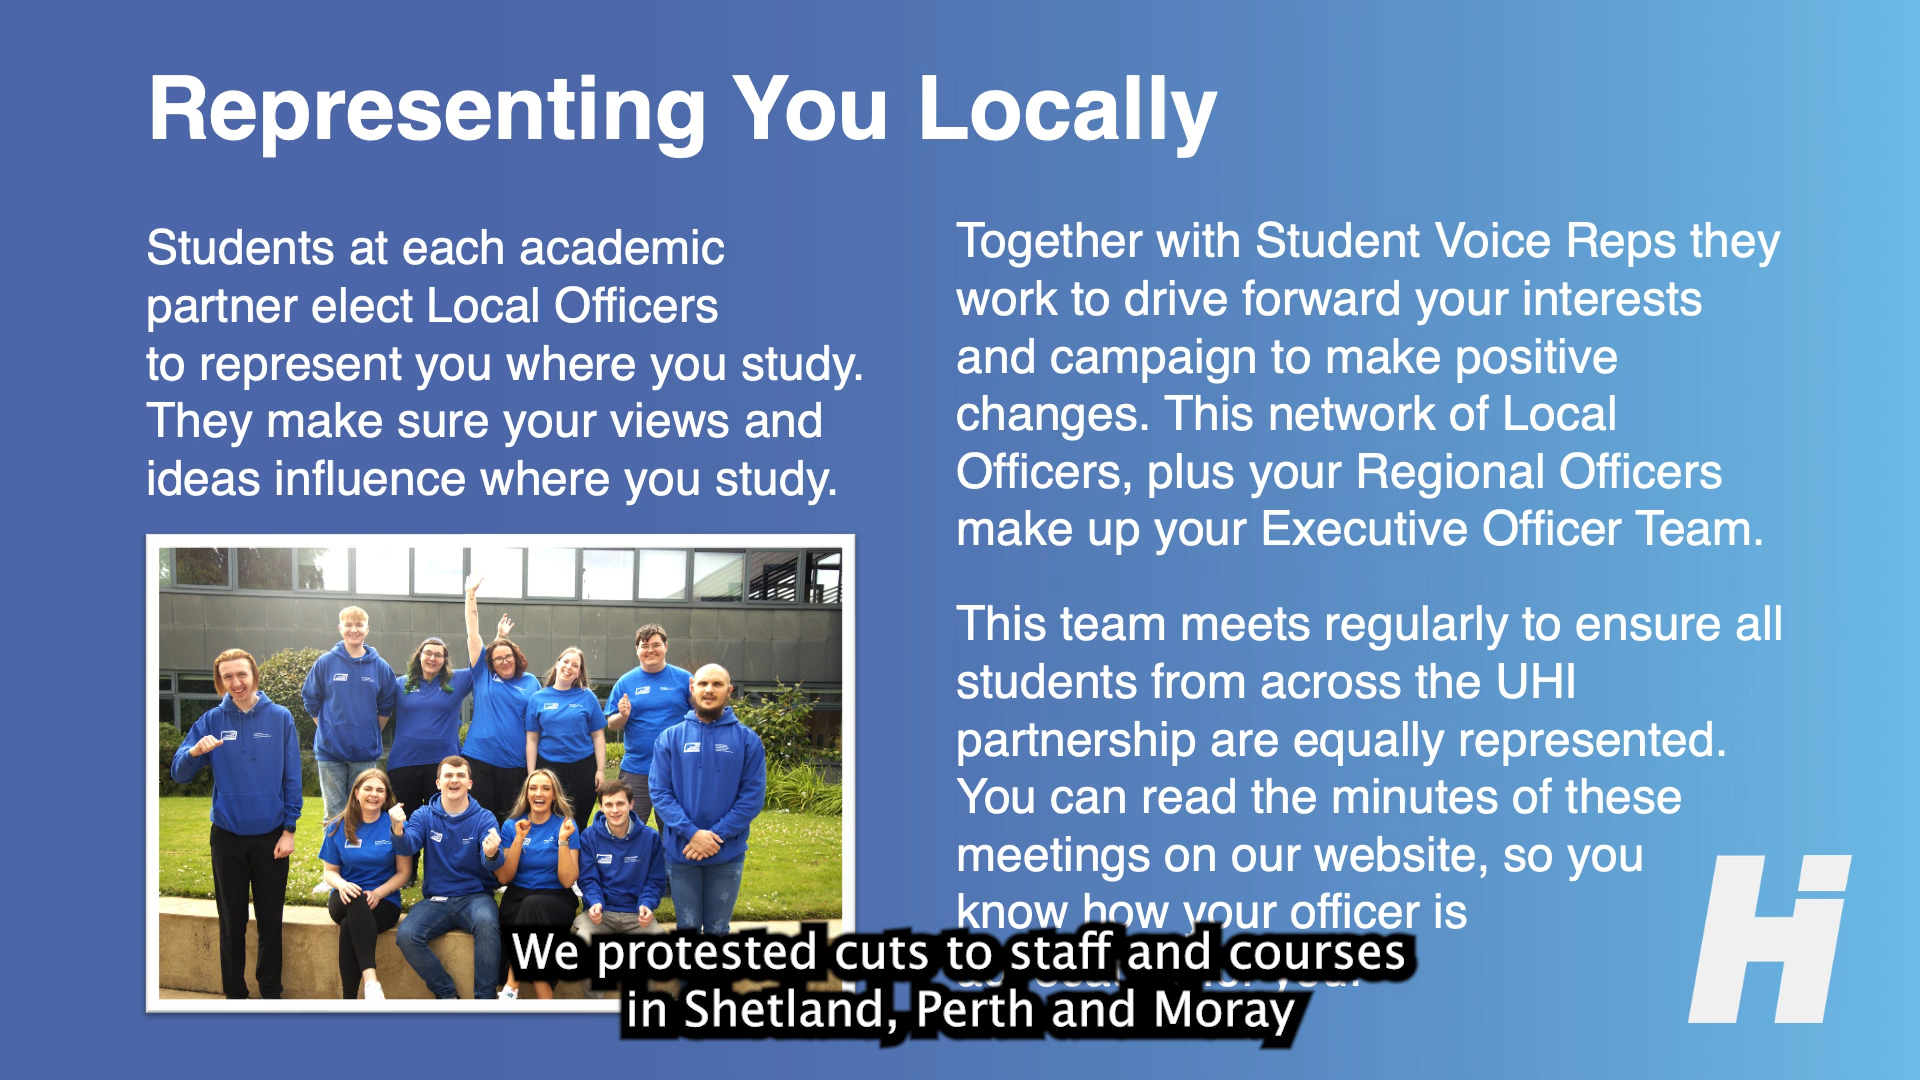 Representing You Locally
Students at each academic
partner elect Local Officers
to represent you where you study.
They make sure your views and
ideas influence where you study.
Together with Student Voice Reps they
work to drive forward your interests
and campaign to make positive
changes. This network of Local
Officers, plus your Regional Officers
make up your Executive Officer Team.
This team meets regularly to ensure all
students from across the UHI
partnership are equally represented.
You can read the minutes of these
meetings on our website, so you
know how your officer is
We protested cuts to staff and courses
in Shetland, Perth and Moray
Hi